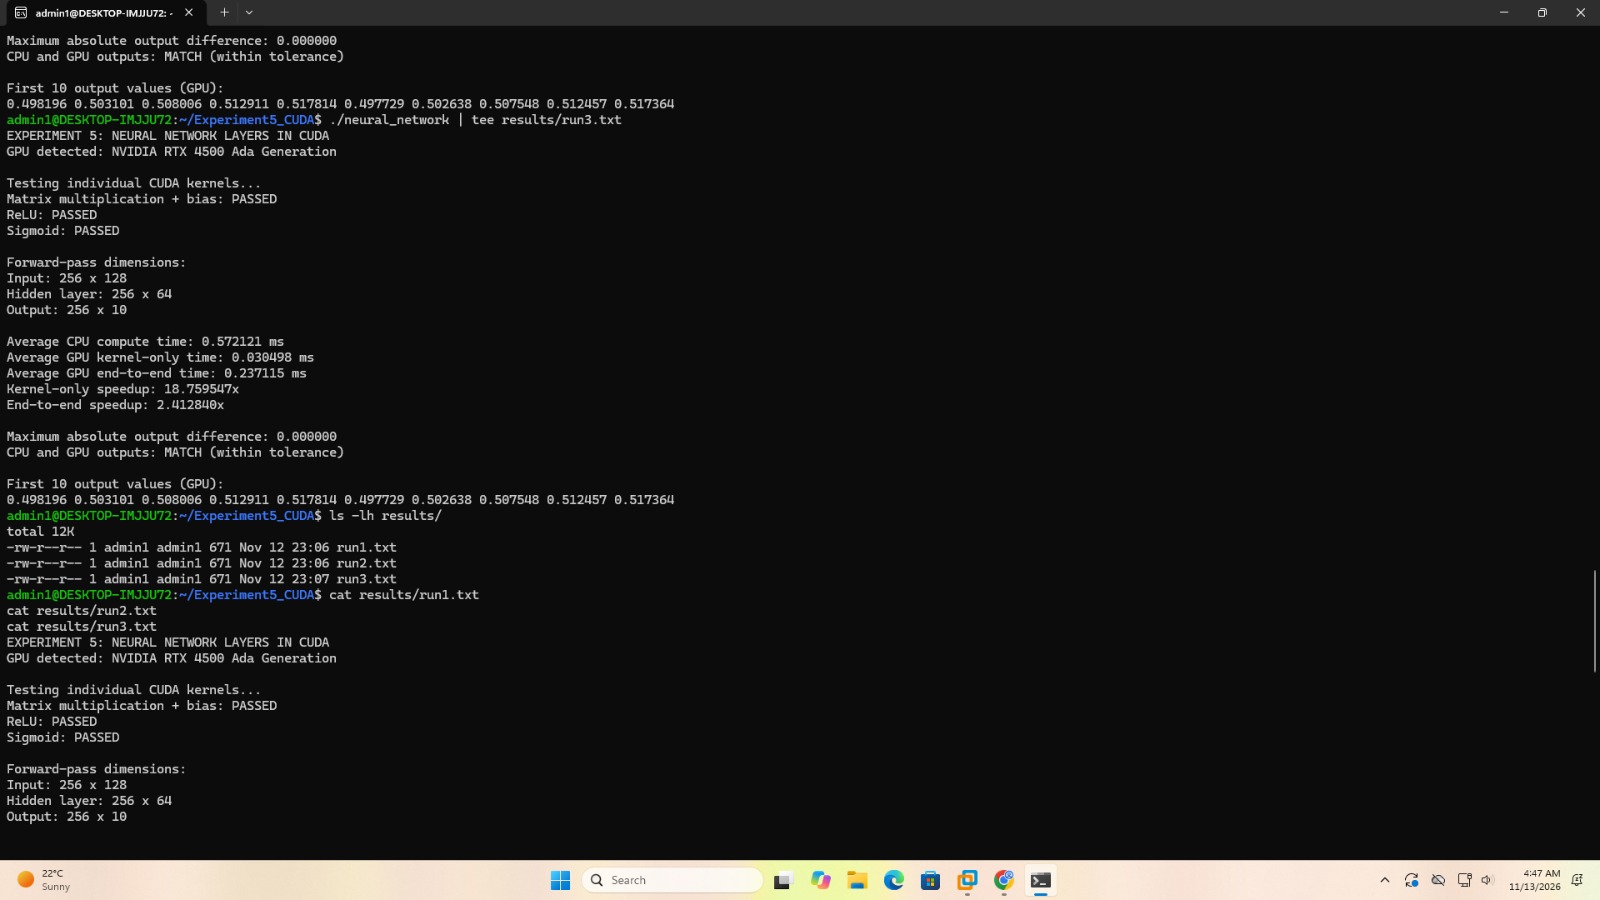 admin1@DESKTOP-IMJJU72: -
Maximum absolute output difference: 0.000000
CPU and GPU outputs: MATCH (within tolerance)
First 10 output values (GPU):
0.498196 0.503101 0.508006 0.512911 0.517814 0.497729 0.502638 0.507548 0.512457 0.517364
admin1@DESKTOP-IMJJU72:~/Experiment5_CUDA$ ./neural_network | tee results/run3.txt
EXPERIMENT 5: NEURAL NETWORK LAYERS IN CUDA
GPU detected: NVIDIA RTX 4500 Ada Generation
Testing individual CUDA kernels...
Matrix multiplication + bias: PASSED
ReLU: PASSED
Sigmoid: PASSED
Forward-pass dimensions:
Input: 256 x 128
Hidden layer: 256 x 64
Output: 256 x 10
Average CPU compute time: 0.572121 ms
Average GPU kernel-only time: 0.030498 ms
Average GPU end-to-end time: 0.237115 ms
Kernel-only speedup: 18.759547x
End-to-end speedup: 2.412840x
Maximum absolute output difference: 0.000000
CPU and GPU outputs: MATCH (within tolerance)
First 10 output values (GPU):
0.498196 0.503101 0.508006 0.512911 0.517814 0.497729 0.502638 0.507548 0.512457 0.517364
admin1@DESKTOP-IMJJU72:~/Experiment5_CUDA$ ls -lh results/
total 12K
-rw-r--r-- 1 admin1 admin1 671 Nov 12 23:06 run1.txt
-rw-r--r-- 1 admin1 admin1 671 Nov 12 23:06 run2.txt
-rw-r--r-- 1 admin1 admin1 671 Nov 12 23:07 run3.txt
admin1@DESKTOP-IMJJU72:~/Experiment5_CUDA$ cat results/run1.txt
cat results/run2.txt
cat results/run3.txt
EXPERIMENT 5: NEURAL NETWORK LAYERS IN CUDA
GPU detected: NVIDIA RTX 4500 Ada Generation
Testing individual CUDA kernels...
Matrix multiplication + bias: PASSED
ReLU: PASSED
Sigmoid: PASSED
Forward-pass dimensions:
Input: 256 x 128
Hidden layer: 256 x 64
Output: 256 x 10
22°C
Sunny
Search
4:47 AM
11/13/2026